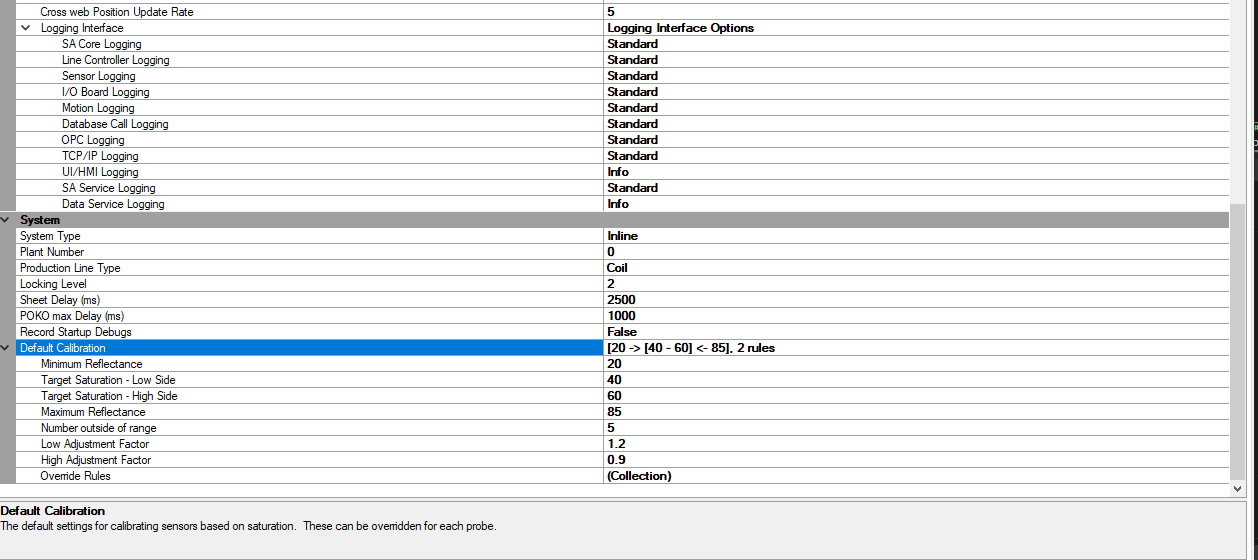 Cross web Position Update Rate 5
Logging Interface Logging Interface Options
SA Core Logging Standard
Line Controller Logging Standard
Sensor Logging Standard
I/O Board Logging Standard
Motion Logging Standard
Database Call Logging Standard
OPC Logging Standard
TCP/IP Logging Standard
UI/HMI Logging Info
SA Service Logging Standard
Data Service Logging Info
System
System Type Inline
Plant Number 0
Production Line Type Coil
Locking Level 2
Sheet Delay (ms) 2500
POKO max Delay (ms) 1000
Record Startup Debugs False
Default Calibration [20 -> [40 - 60] <- 85], 2 rules
Minimum Reflectance 20
Target Saturation - Low Side 40
Target Saturation - High Side 60
Maximum Reflectance 85
Number outside of range 5
Low Adjustment Factor 1.2
High Adjustment Factor 0.9
Override Rules (Collection)
Default Calibration
The default settings for calibrating sensors based on saturation. These can be overridden for each probe.